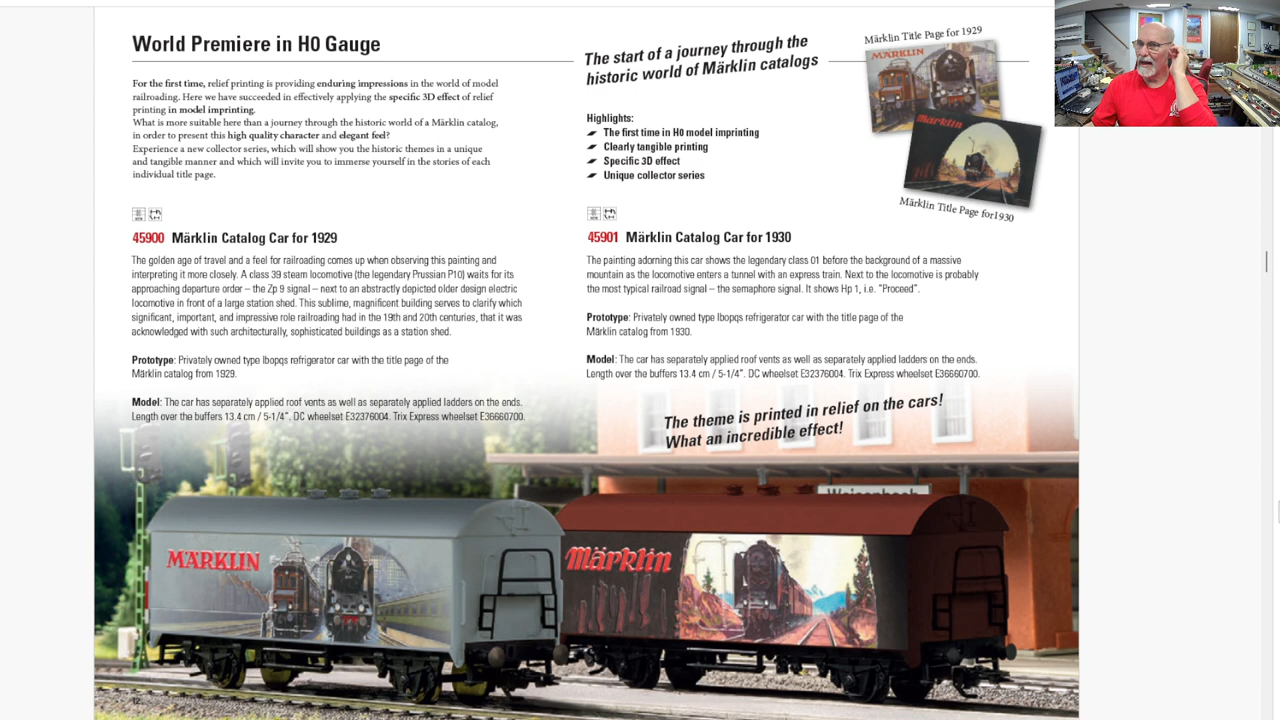 World Premiere in H0 Gauge
For the first time, relief printing is providing enduring impressions in the world of model
railroading. Here we have succeeded in effectively applying the specific 3D effect of relief
printing in model imprinting.
What is more suitable here than a journey through the historic world of a Märklin catalog,
in order to present this high quality character and elegant feel?
Experience a new collector series, which will show you the historic themes in a unique
and tangible manner and which will invite you to immerse yourself in the stories of each
individual title page.
The start of a journey through the
historic world of Märklin catalogs
Highlights:
The first time in H0 model imprinting
Clearly tangible printing
Specific 3D effect
Unique collector series
Märklin Title Page for 1929
MÄRKLIN
Märklin
Märklin Title Page for1930
45900 Märklin Catalog Car for 1929
The golden age of travel and a feel for railroading comes up when observing this painting and
interpreting it more closely. A class 39 steam locomotive (the legendary Prussian P10) waits for its
approaching departure order – the Zp 9 signal – next to an abstractly depicted older design electric
locomotive in front of a large station shed. This sublime, magnificent building serves to clarify which
significant, important, and impressive role railroading had in the 19th and 20th centuries, that it was
acknowledged with such architecturally, sophisticated buildings as a station shed.
Prototype: Privately owned type Ibopqs refrigerator car with the title page of the
Märklin catalog from 1929.
Model: The car has separately applied roof vents as well as separately applied ladders on the ends.
Length over the buffers 13.4 cm / 5-1/4”. DC wheelset E32376004. Trix Express wheelset E36660700.
45901 Märklin Catalog Car for 1930
The painting adorning this car shows the legendary class 01 before the background of a massive
mountain as the locomotive enters a tunnel with an express train. Next to the locomotive is probably
the most typical railroad signal – the semaphore signal. It shows Hp 1, i.e. “Proceed”.
Prototype: Privately owned type Ibopqs refrigerator car with the title page of the
Märklin catalog from 1930.
Model: The car has separately applied roof vents as well as separately applied ladders on the ends.
Length over the buffers 13.4 cm / 5-1/4”. DC wheelset E32376004. Trix Express wheelset E36660700.
The theme is printed in relief on the cars!
What an incredible effect!
MÄRKLIN
Märklin
12